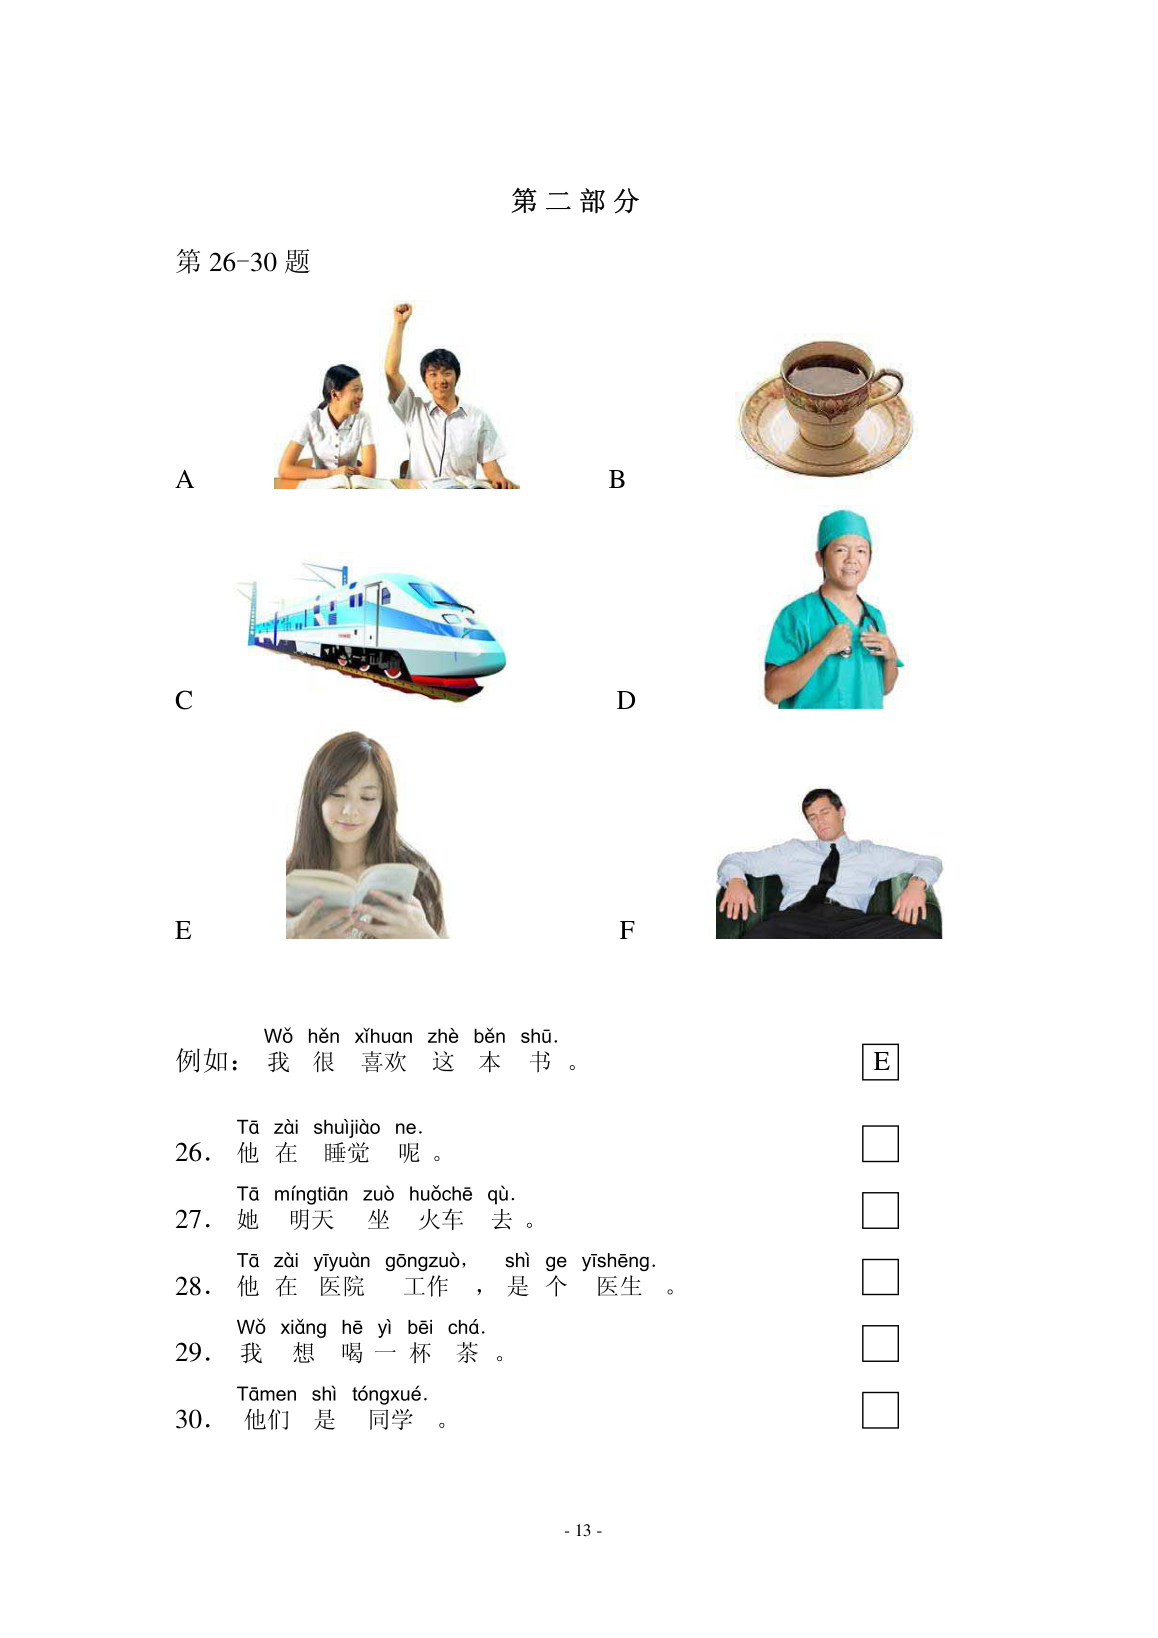 第 二 部 分
第 26-30 题
A
B
C
D
E
F
Wǒ hěn xǐhuan zhè běn shū.
例如： 我 很 喜欢 这 本 书 。
E
Tā zài shuìjiào ne.
26． 他 在 睡觉 呢 。
Tā míngtiān zuò huǒchē qù.
27． 她 明天 坐 火车 去 。
Tā zài yīyuàn gōngzuò， shì ge yīshēng.
28． 他 在 医院 工作 ， 是 个 医生 。
Wǒ xiǎng hē yì bēi chá.
29． 我 想 喝 一 杯 茶 。
Tāmen shì tóngxué.
30． 他们 是 同学 。
- 13 -